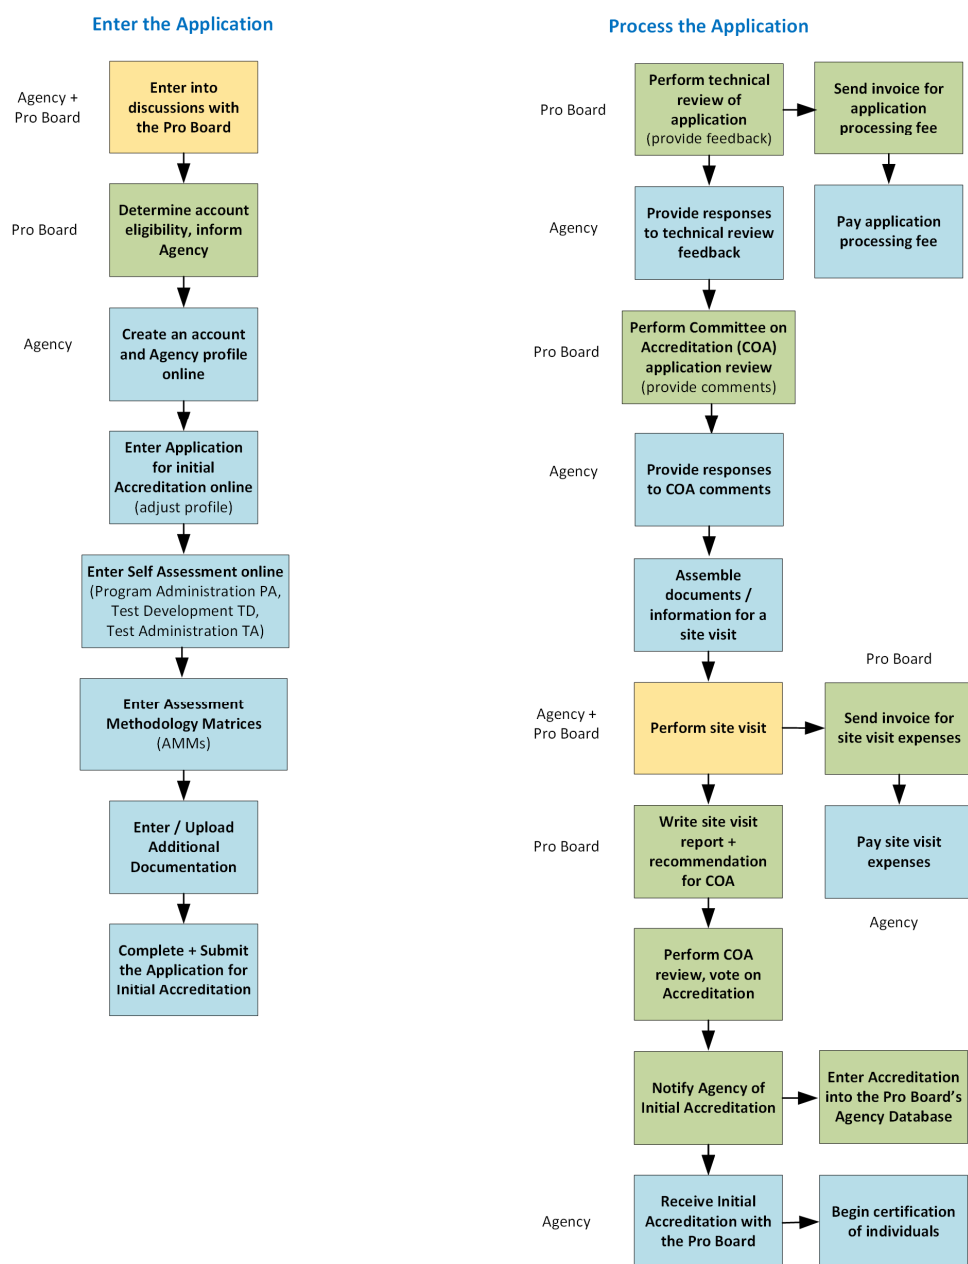 Enter the Application
Agency +
Pro Board
Enter into
discussions with
the Pro Board
Pro Board
Determine account
eligibility, inform
Agency
Agency
Create an account
and Agency profile
online
Enter Application
for initial
Accreditation online
(adjust profile)
Enter Self Assessment online
(Program Administration PA,
Test Development TD,
Test Administration TA)
Enter Assessment
Methodology Matrices
(AMMs)
Enter / Upload
Additional
Documentation
Complete + Submit
the Application for
Initial Accreditation
Process the Application
Pro Board
Perform technical
review of
application
(provide feedback)
Send invoice for
application
processing fee
Agency
Provide responses
to technical review
feedback
Pay application
processing fee
Pro Board
Perform Committee on
Accreditation (COA)
application review
(provide comments)
Agency
Provide responses
to COA comments
Assemble
documents /
information for a
site visit
Agency +
Pro Board
Perform site visit
Pro Board
Send invoice for
site visit expenses
Pro Board
Write site visit
report +
recommendation
for COA
Pay site visit
expenses
Agency
Perform COA
review, vote on
Accreditation
Notify Agency of
Initial Accreditation
Enter Accreditation
into the Pro Board's
Agency Database
Agency
Receive Initial
Accreditation with
the Pro Board
Begin certification
of individuals